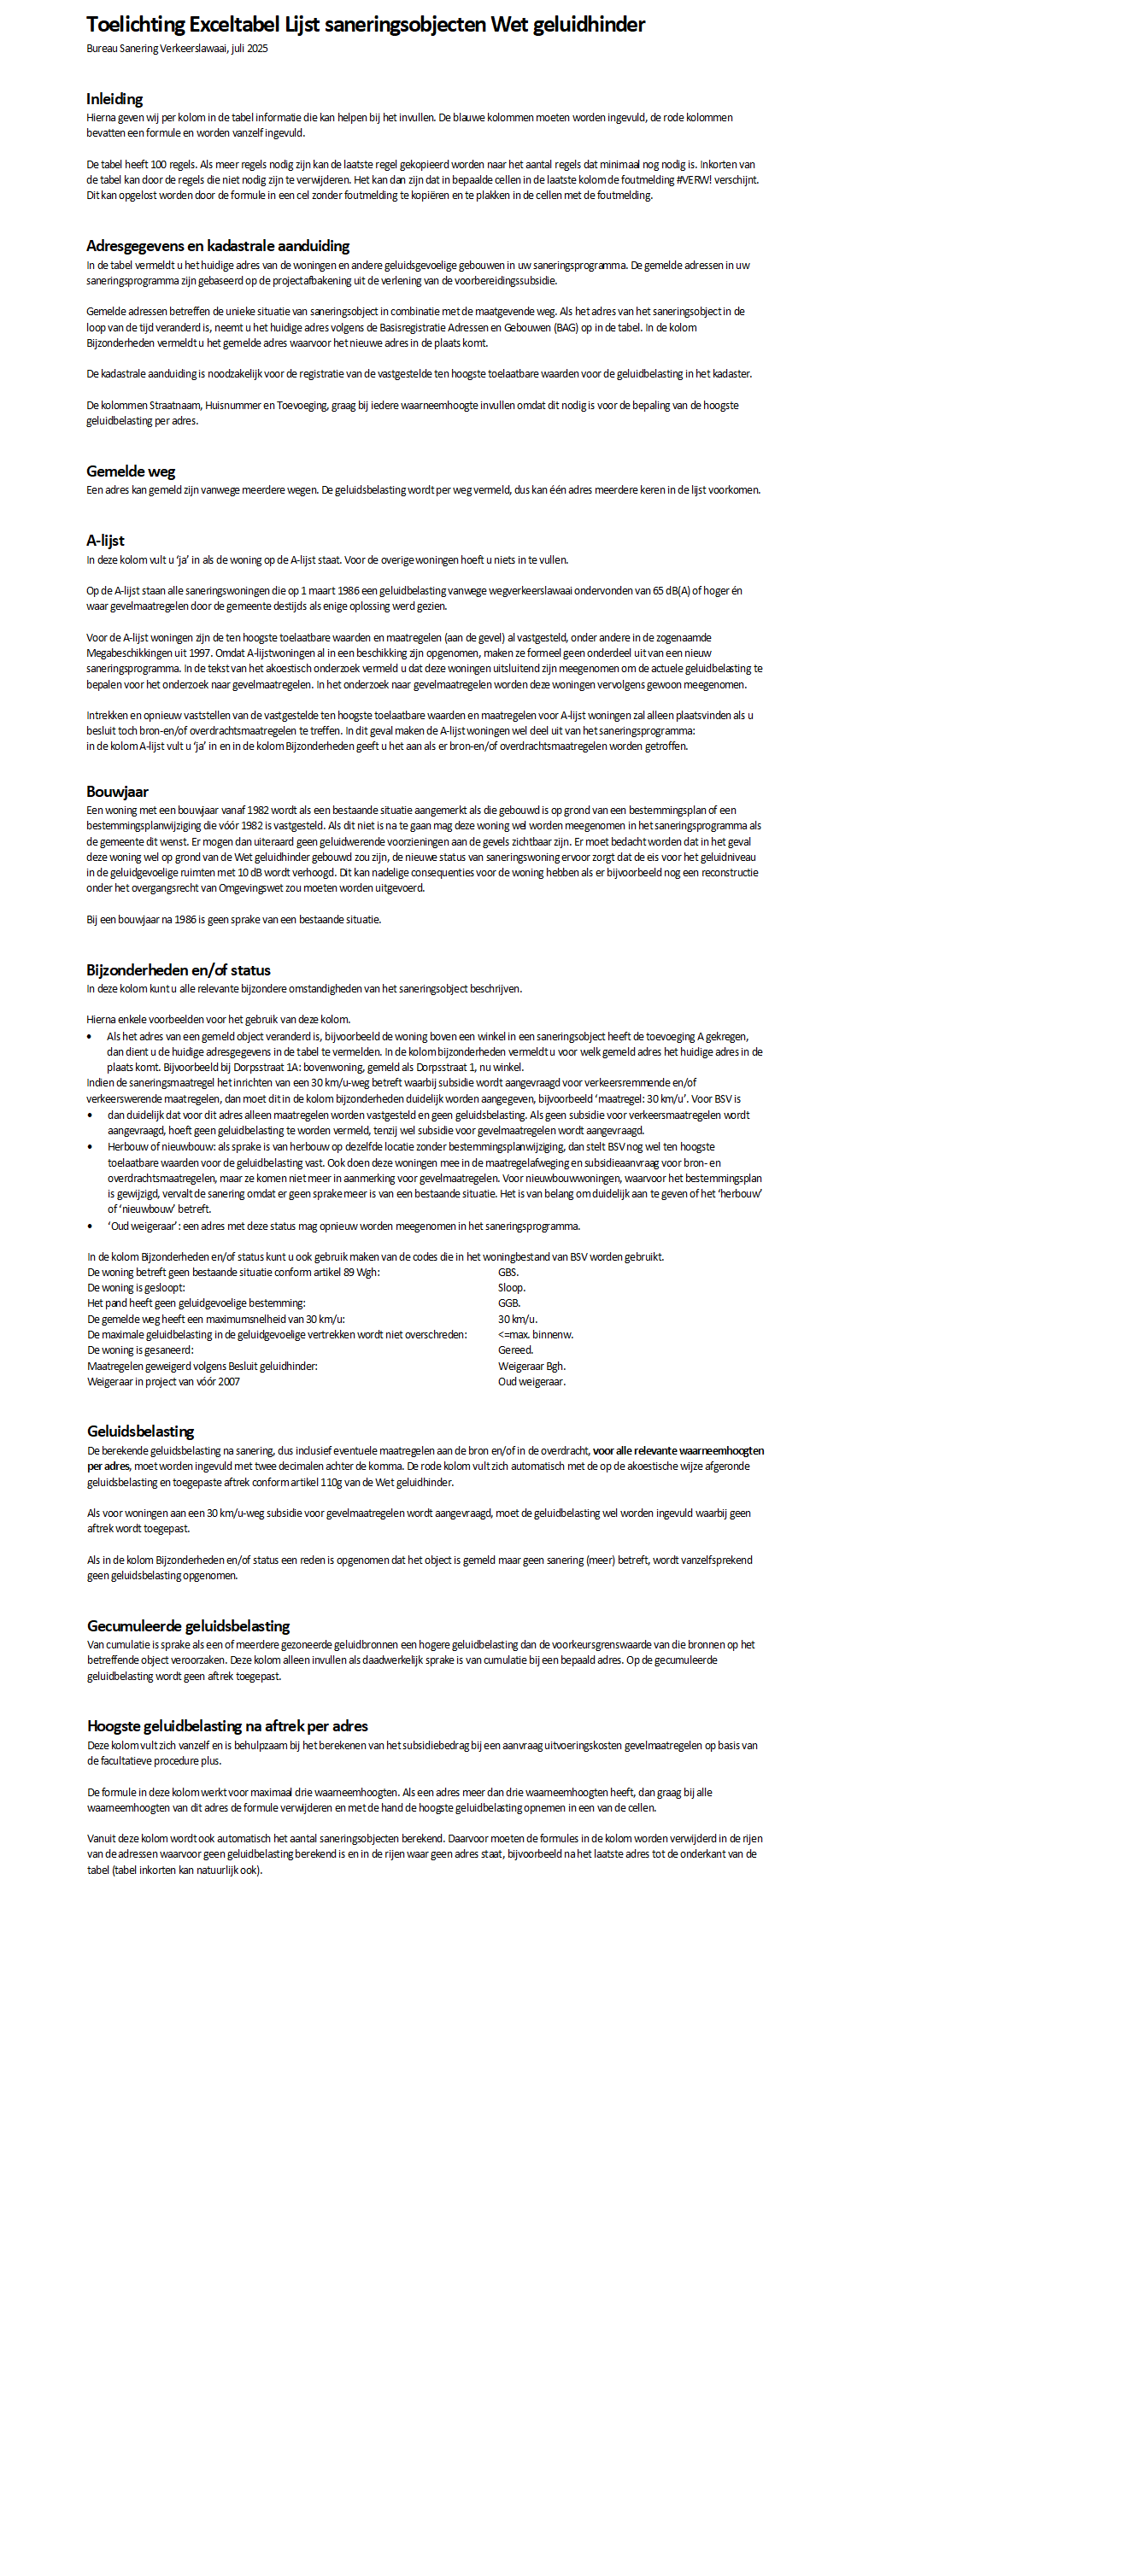 Toelichting Exceltabel Lijst saneringsobjecten Wet geluidhinder
Bureau Sanering Verkeerslawaai, juli 2025
Inleiding
Hierna geven wij per kolom in de tabel informatie die kan helpen bij het invullen. De blauwe kolommen moeten worden ingevuld, de rode kolommen
bevatten een formule en worden vanzelf ingevuld.
De tabel heeft 100 regels. Als meer regels nodig zijn kan de laatste regel gekopieerd worden naar het aantal regels dat minimaal nog nodig is. Inkorten van
de tabel kan door de regels die niet nodig zijn te verwijderen. Het kan dan zijn dat in bepaalde cellen in de laatste kolom de foutmelding #VERW! verschijnt.
Dit kan opgelost worden door de formule in een cel zonder foutmelding te kopiëren en te plakken in de cellen met de foutmelding.
Adresgegevens en kadastrale aanduiding
In de tabel vermeldt u het huidige adres van de woningen en andere geluidsgevoelige gebouwen in uw saneringsprogramma. De gemelde adressen in uw
saneringsprogramma zijn gebaseerd op de projectafbakening uit de verlening van de voorbereidingssubsidie.
Gemelde adressen betreffen de unieke situatie van saneringsobject in combinatie met de maatgevende weg. Als het adres van het saneringsobject in de
loop van de tijd veranderd is, neemt u het huidige adres volgens de Basisregistratie Adressen en Gebouwen (BAG) op in de tabel. In de kolom
Bijzonderheden vermeldt u het gemelde adres waarvoor het nieuwe adres in de plaats komt.
De kadastrale aanduiding is noodzakelijk voor de registratie van de vastgestelde ten hoogste toelaatbare waarden voor de geluidbelasting in het kadaster.
De kolommen Straatnaam, Huisnummer en Toevoeging, graag bij iedere waarneemhoogte invullen omdat dit nodig is voor de bepaling van de hoogste
geluidbelasting per adres.
Gemelde weg
Een adres kan gemeld zijn vanwege meerdere wegen. De geluidsbelasting wordt per weg vermeld, dus kan één adres meerdere keren in de lijst voorkomen.
A-lijst
In deze kolom vult u ‘ja’ in als de woning op de A-lijst staat. Voor de overige woningen hoeft u niets in te vullen.
Op de A-lijst staan alle saneringswoningen die op 1 maart 1986 een geluidbelasting vanwege wegverkeerslawaai ondervonden van 65 dB(A) of hoger én
waar gevelmaatregelen door de gemeente destijds als enige oplossing werd gezien.
Voor de A-lijst woningen zijn de ten hoogste toelaatbare waarden en maatregelen (aan de gevel) al vastgesteld, onder andere in de zogenaamde
Megabeschikkingen uit 1997. Omdat A-lijstwoningen al in een beschikking zijn opgenomen, maken ze formeel geen onderdeel uit van een nieuw
saneringsprogramma. In de tekst van het akoestisch onderzoek vermeld u dat deze woningen uitsluitend zijn meegenomen om de actuele geluidbelasting te
bepalen voor het onderzoek naar gevelmaatregelen. In het onderzoek naar gevelmaatregelen worden deze woningen vervolgens gewoon meegenomen.
Intrekken en opnieuw vaststellen van de vastgestelde ten hoogste toelaatbare waarden en maatregelen voor A-lijst woningen zal alleen plaatsvinden als u
besluit toch bron-en/of overdrachtsmaatregelen te treffen. In dit geval maken de A-lijst woningen wel deel uit van het saneringsprogramma:
in de kolom A-lijst vult u ‘ja’ in en in de kolom Bijzonderheden geeft u het aan als er bron-en/of overdrachtsmaatregelen worden getroffen.
Bouwjaar
Een woning met een bouwjaar vanaf 1982 wordt als een bestaande situatie aangemerkt als die gebouwd is op grond van een bestemmingsplan of een
bestemmingsplanwijziging die vóór 1982 is vastgesteld. Als dit niet is na te gaan mag deze woning wel worden meegenomen in het saneringsprogramma als
de gemeente dit wenst. Er mogen dan uiteraard geen geluidwerende voorzieningen aan de gevels zichtbaar zijn. Er moet bedacht worden dat in het geval
deze woning wel op grond van de Wet geluidhinder gebouwd zou zijn, de nieuwe status van saneringswoning ervoor zorgt dat de eis voor het geluidniveau
in de geluidgevoelige ruimten met 10 dB wordt verhoogd. Dit kan nadelige consequenties voor de woning hebben als er bijvoorbeeld nog een reconstructie
onder het overgangsrecht van Omgevingswet zou moeten worden uitgevoerd.
Bij een bouwjaar na 1986 is geen sprake van een bestaande situatie.
Bijzonderheden en/of status
In deze kolom kunt u alle relevante bijzondere omstandigheden van het saneringsobject beschrijven.
Hierna enkele voorbeelden voor het gebruik van deze kolom.
• Als het adres van een gemeld object veranderd is, bijvoorbeeld de woning boven een winkel in een saneringsobject heeft de toevoeging A gekregen,
dan dient u de huidige adresgegevens in de tabel te vermelden. In de kolom bijzonderheden vermeldt u voor welk gemeld adres het huidige adres in de
plaats komt. Bijvoorbeeld bij Dorpsstraat 1A: bovenwoning, gemeld als Dorpsstraat 1, nu winkel.
Indien de saneringsmaatregel het inrichten van een 30 km/u-weg betreft waarbij subsidie wordt aangevraagd voor verkeersremmende en/of
verkeerswerende maatregelen, dan moet dit in de kolom bijzonderheden duidelijk worden aangegeven, bijvoorbeeld ‘maatregel: 30 km/u’. Voor BSV is
• dan duidelijk dat voor dit adres alleen maatregelen worden vastgesteld en geen geluidsbelasting. Als geen subsidie voor verkeersmaatregelen wordt
aangevraagd, hoeft geen geluidbelasting te worden vermeld, tenzij wel subsidie voor gevelmaatregelen wordt aangevraagd.
• Herbouw of nieuwbouw: als sprake is van herbouw op dezelfde locatie zonder bestemmingsplanwijziging, dan stelt BSV nog wel ten hoogste
toelaatbare waarden voor de geluidbelasting vast. Ook doen deze woningen mee in de maatregelafweging en subsidieaanvraag voor bron- en
overdrachtsmaatregelen, maar ze komen niet meer in aanmerking voor gevelmaatregelen. Voor nieuwbouwwoningen, waarvoor het bestemmingsplan
is gewijzigd, vervalt de sanering omdat er geen sprake meer is van een bestaande situatie. Het is van belang om duidelijk aan te geven of het ‘herbouw’
of ‘nieuwbouw’ betreft.
• ‘Oud weigeraar’: een adres met deze status mag opnieuw worden meegenomen in het saneringsprogramma.
In de kolom Bijzonderheden en/of status kunt u ook gebruik maken van de codes die in het woningbestand van BSV worden gebruikt.
De woning betreft geen bestaande situatie conform artikel 89 Wgh: GBS.
De woning is gesloopt: Sloop.
Het pand heeft geen geluidgevoelige bestemming: GGB.
De gemelde weg heeft een maximumsnelheid van 30 km/u: 30 km/u.
De maximale geluidbelasting in de geluidgevoelige vertrekken wordt niet overschreden: <=max. binnenw.
De woning is gesaneerd: Gereed.
Maatregelen geweigerd volgens Besluit geluidhinder: Weigeraar Bgh.
Weigeraar in project van vóór 2007 Oud weigeraar.
Geluidsbelasting
De berekende geluidsbelasting na sanering, dus inclusief eventuele maatregelen aan de bron en/of in de overdracht, voor alle relevante waarneemhoogten
per adres, moet worden ingevuld met twee decimalen achter de komma. De rode kolom vult zich automatisch met de op de akoestische wijze afgeronde
geluidsbelasting en toegepaste aftrek conform artikel 110g van de Wet geluidhinder.
Als voor woningen aan een 30 km/u-weg subsidie voor gevelmaatregelen wordt aangevraagd, moet de geluidbelasting wel worden ingevuld waarbij geen
aftrek wordt toegepast.
Als in de kolom Bijzonderheden en/of status een reden is opgenomen dat het object is gemeld maar geen sanering (meer) betreft, wordt vanzelfsprekend
geen geluidsbelasting opgenomen.
Gecumuleerde geluidsbelasting
Van cumulatie is sprake als een of meerdere gezoneerde geluidbronnen een hogere geluidbelasting dan de voorkeursgrenswaarde van die bronnen op het
betreffende object veroorzaken. Deze kolom alleen invullen als daadwerkelijk sprake is van cumulatie bij een bepaald adres. Op de gecumuleerde
geluidbelasting wordt geen aftrek toegepast.
Hoogste geluidbelasting na aftrek per adres
Deze kolom vult zich vanzelf en is behulpzaam bij het berekenen van het subsidiebedrag bij een aanvraag uitvoeringskosten gevelmaatregelen op basis van
de facultatieve procedure plus.
De formule in deze kolom werkt voor maximaal drie waarneemhoogten. Als een adres meer dan drie waarneemhoogten heeft, dan graag bij alle
waarneemhoogten van dit adres de formule verwijderen en met de hand de hoogste geluidbelasting opnemen in een van de cellen.
Vanuit deze kolom wordt ook automatisch het aantal saneringsobjecten berekend. Daarvoor moeten de formules in de kolom worden verwijderd in de rijen
van de adressen waarvoor geen geluidbelasting berekend is en in de rijen waar geen adres staat, bijvoorbeeld na het laatste adres tot de onderkant van de
tabel (tabel inkorten kan natuurlijk ook).